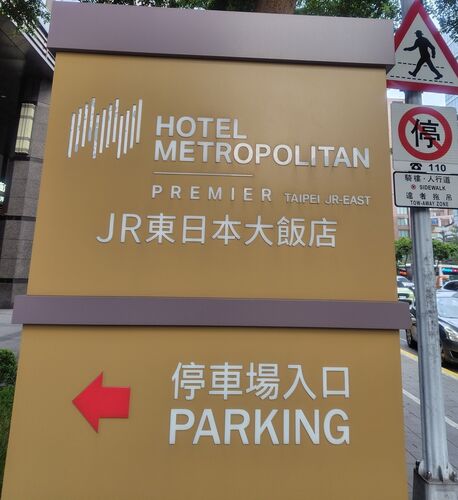 HOTEL
METROPOLITAN
PREMIER TAIPEI JR-EAST
JR東日本大飯店
停車場入口
PARKING
停
☎ 110
騎樓・人行道
SIDEWALK
違者拖吊
TOW-AWAY ZONE